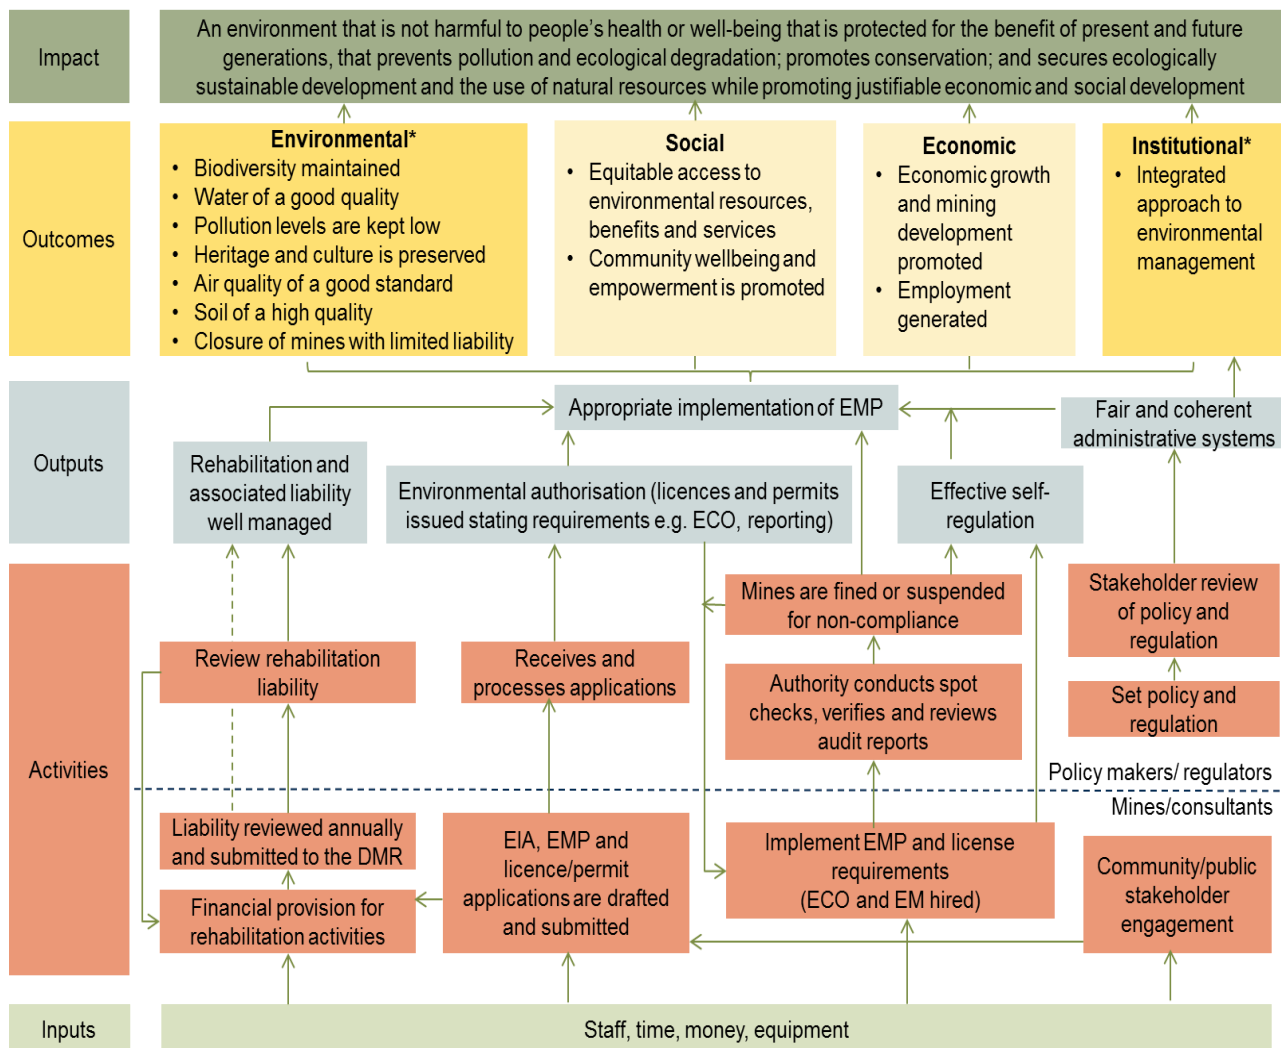 Impact
An environment that is not harmful to people’s health or well-being that is protected for the benefit of present and future
generations, that prevents pollution and ecological degradation; promotes conservation; and secures ecologically
sustainable development and the use of natural resources while promoting justifiable economic and social development
Outcomes
Environmental*
• Biodiversity maintained
• Water of a good quality
• Pollution levels are kept low
• Heritage and culture is preserved
• Air quality of a good standard
• Soil of a high quality
• Closure of mines with limited liability
Social
• Equitable access to
environmental resources,
benefits and services
• Community wellbeing and
empowerment is promoted
Economic
• Economic growth
and mining
development
promoted
• Employment
generated
Institutional*
• Integrated
approach to
environmental
management
Outputs
Appropriate implementation of EMP
Fair and coherent
administrative systems
Rehabilitation and
associated liability
well managed
Environmental authorisation (licences and permits
issued stating requirements e.g. ECO, reporting)
Effective self-
regulation
Activities
Mines are fined or suspended
for non-compliance
Stakeholder review
of policy and
regulation
Review rehabilitation
liability
Receives and
processes applications
Authority conducts spot
checks, verifies and reviews
audit reports
Set policy and
regulation
Policy makers/ regulators
Mines/consultants
Liability reviewed annually
and submitted to the DMR
EIA, EMP and
licence/permit
applications are drafted
and submitted
Implement EMP and license
requirements
(ECO and EM hired)
Community/public
stakeholder
engagement
Financial provision for
rehabilitation activities
Inputs
Staff, time, money, equipment